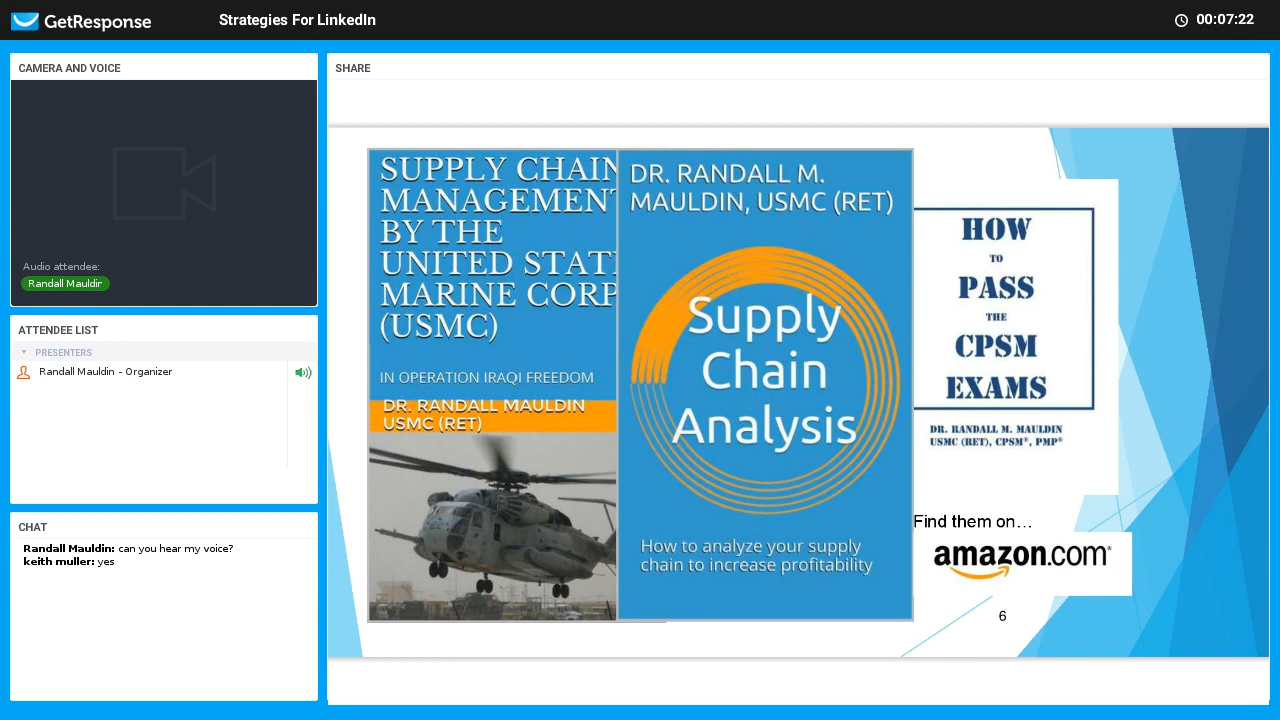 GetResponse
Strategies For LinkedIn
00:07:22
CAMERA AND VOICE
Audio attendee:
Randall Mauldin
ATTENDEE LIST
PRESENTERS
Randall Mauldin - Organizer
CHAT
Randall Mauldin: can you hear my voice?
keith muller: yes
SHARE
SUPPLY CHAIN
MANAGEMENT
BY THE
UNITED STAT
MARINE CORP
(USMC)
IN OPERATION IRAQI FREEDOM
DR. RANDALL MAULDIN
USMC (RET)
DR. RANDALL M.
MAULDIN, USMC (RET)
Supply
Chain
Analysis
How to analyze your supply
chain to increase profitability
HOW
TO
PASS
THE
CPSM
EXAMS
DR. RANDALL M. MAULDIN
USMC (RET), CPSM®, PMP®
Find them on...
amazon.com®
6